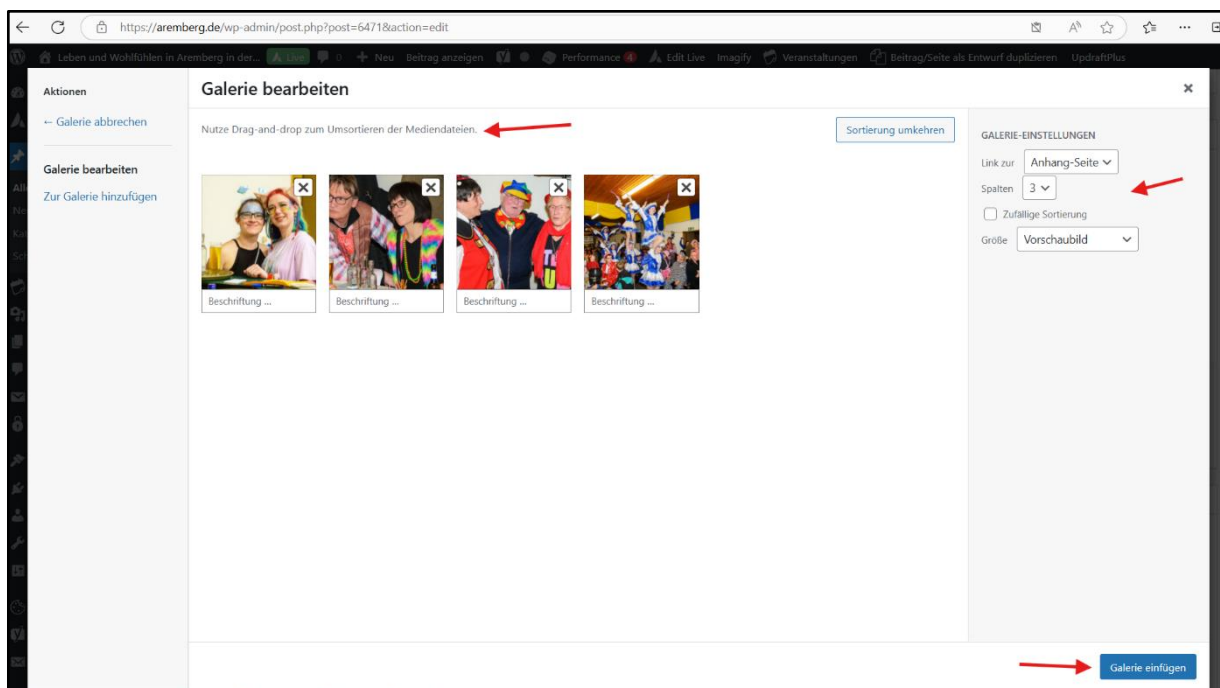 https://aremberg.de/wp-admin/post.php?post=6471&action=edit
Leben und Wohlfühlen in Aremberg in der... Live 0 + Neu Beitrag anzeigen Performance 4 Edit Live Imagify Veranstaltungen Beitrag/Seite als Entwurf duplizieren UpdraftPlus
Aktionen
← Galerie abbrechen
Galerie bearbeiten
Zur Galerie hinzufügen
Galerie bearbeiten
Nutze Drag-and-drop zum Umsortieren der Mediendateien.
Sortierung umkehren
Beschriftung ...
Beschriftung ...
Beschriftung ...
Beschriftung ...
GALERIE-EINSTELLUNGEN
Link zur Anhang-Seite
Spalten 3
Zufällige Sortierung
Größe Vorschaubild
Galerie einfügen